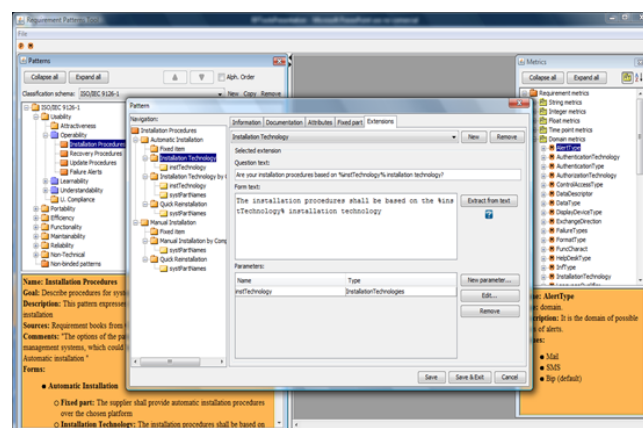 Requirement Patterns Tool
File
Patterns
Collapse all Expand all Alph. Order
Classification schema: ISO/IEC 9126-1 New Copy Remove
ISO/IEC 9126-1
Usability
Attractiveness
Operability
Installation Procedures
Recovery Procedures
Update Procedures
Failure Alerts
Learnability
Understandability
U. Compliance
Portability
Efficiency
Functionality
Maintainability
Reliability
Non-Technical
Non-binded patterns
Name: Installation Procedures
Goal: Describe procedures for syst
Description: This pattern expresse
installation
Sources: Requirement books from
Comments: "The options of the pa
management systems, which could
Automatic installation "
Forms:
Automatic Installation
Fixed part: The supplier shall provide automatic installation procedures
over the chosen platform
Installation Technology: The installation procedures shall be based on
Pattern
Navigation:
Installation Procedures
Automatic Installation
Fixed item
Installation Technology
instTechnology
Installation Technology by C
instTechnology
systPartNames
Quick Reinstallation
systPartNames
Manual Installation
Fixed item
Manual Installation by Comp
systPartNames
Quick Reinstallation
systPartNames
Information Documentation Attributes Fixed part Extensions
Installation Technology New Remove
Selected extension
Question text:
Are your installation procedures based on %instTechnology% installation technology?
Form text:
The installation procedures shall be based on the %ins
tTechnology% installation technology
Extract from text
Parameters:
Name Type
instTechnology InstallationTechnologies
New parameter...
Edit...
Remove
Save Save & Exit Cancel
Metrics
Collapse all Expand all
Requirement metrics
String metrics
Integer metrics
Float metrics
Time point metrics
Domain metrics
AlertType
AuthenticationTechnology
AuthenticationType
AuthorizationTechnology
ControlAccessType
DataDescriptor
DataType
DisplayDeviceType
ExchangeDirection
FailureTypes
FormatType
FuncCharact
HelpDeskType
InfType
InstallationTechnology
me: AlertType
e: domain.
cription: It is the domain of possible
es of alerts.
ues:
Mail
SMS
Bip (default)